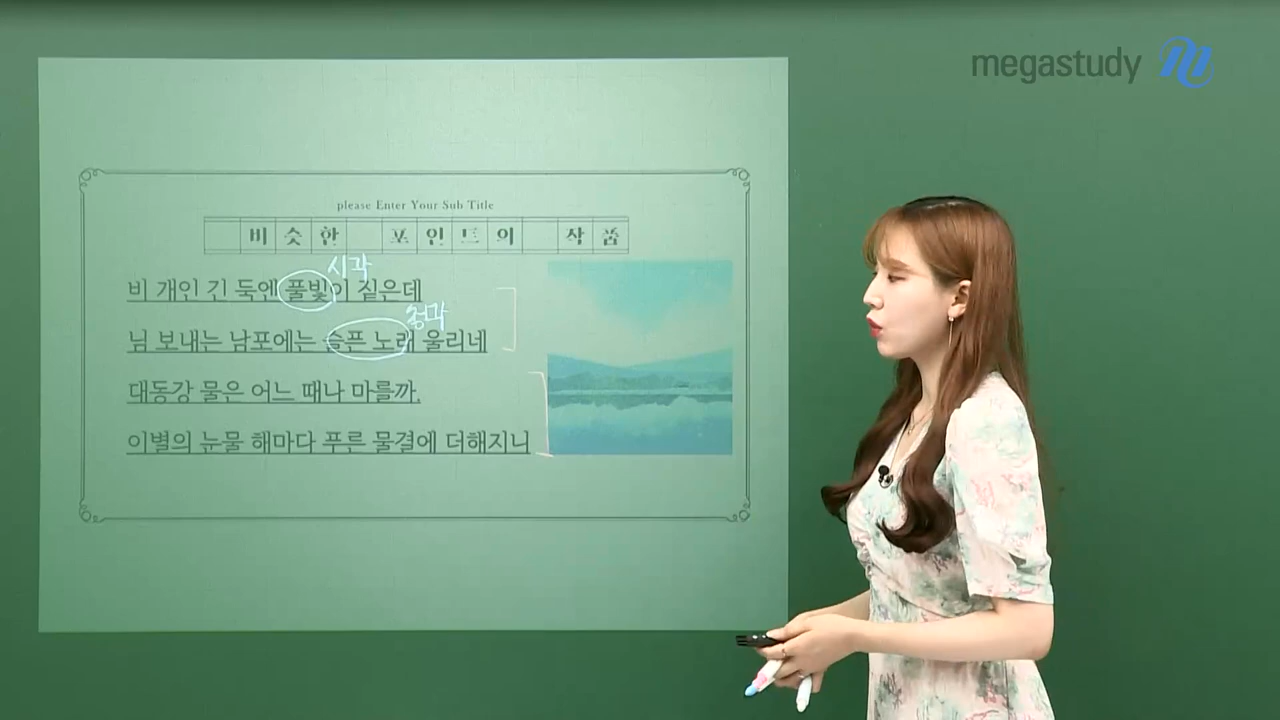 megastudy
please Enter Your Sub Title
비슷한 포인트의 작품
시각
비 개인 긴 둑엔 풀빛이 짙은데
청각
님 보내는 남포에는 슬픈 노래 울리네
대동강 물은 어느 때나 마를까.
이별의 눈물 해마다 푸른 물결에 더해지니